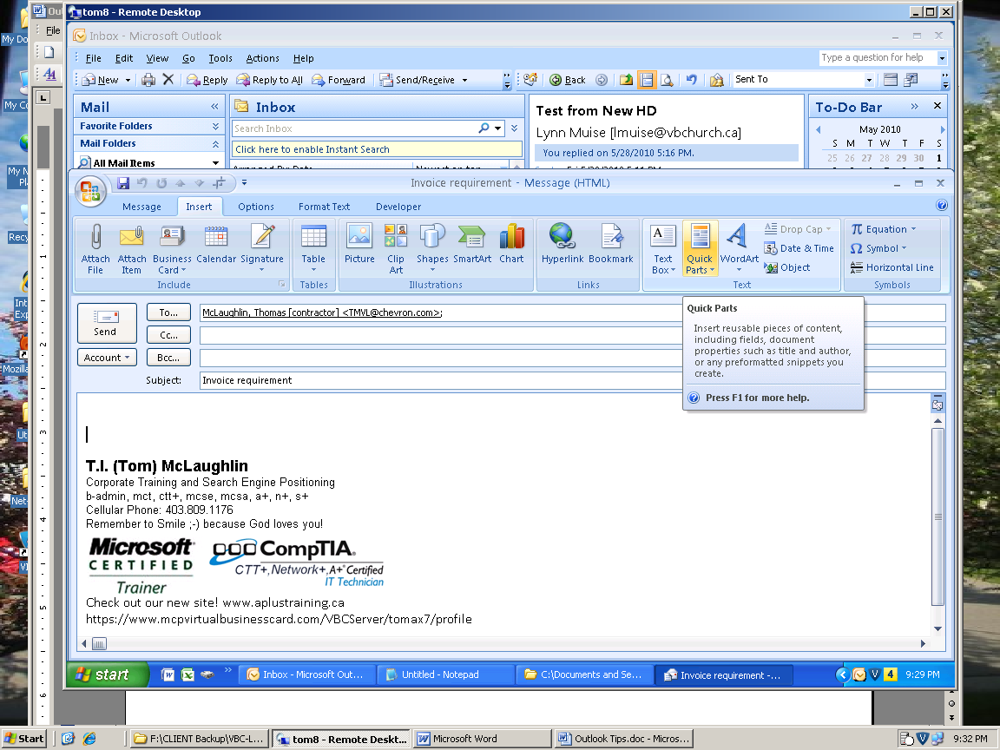 tom8 - Remote Desktop
File
Inbox - Microsoft Outlook
File Edit View Go Tools Actions Help
Type a question for help
New Reply Reply to All Forward Send/Receive Back Sent To
Mail
Favorite Folders
Mail Folders
All Mail Items
Inbox
Search Inbox
Click here to enable Instant Search
Test from New HD
Lynn Muise [lmuise@vbchurch.ca]
You replied on 5/28/2010 5:16 PM.
To-Do Bar
May 2010
S M T W T F S
25 26 27 28 29 30 1
Invoice requirement - Message (HTML)
Message Insert Options Format Text Developer
Attach File
Attach Item
Business Card
Calendar
Signature
Include
Table
Tables
Picture
Clip Art
Shapes
SmartArt
Chart
Illustrations
Hyperlink
Bookmark
Links
Text Box
Quick Parts
WordArt
Drop Cap
Date & Time
Object
Text
Equation
Symbol
Horizontal Line
Symbols
Send
Account
To... McLaughlin, Thomas [contractor] <TMVL@chevron.com>;
Cc...
Bcc...
Subject: Invoice requirement
Quick Parts
Insert reusable pieces of content,
including fields, document
properties such as title and author,
or any preformatted snippets you
create.
Press F1 for more help.
T.I. (Tom) McLaughlin
Corporate Training and Search Engine Positioning
b-admin, mct, ctt+, mcse, mcsa, a+, n+, s+
Cellular Phone: 403.809.1176
Remember to Smile ;-) because God loves you!
Microsoft CERTIFIED Trainer
CompTIA.
CTT+, Network+, A+ Certified
IT Technician
Check out our new site! www.aplustraining.ca
https://www.mcpvirtualbusinesscard.com/VBCServer/tomax7/profile
start
Inbox - Microsoft Out...
Untitled - Notepad
C:\Documents and Se...
Invoice requirement -...
4
9:29 PM
Start
F:\CLIENT Backup\VBC-L...
tom8 - Remote Deskt...
Microsoft Word
Outlook Tips.doc - Micros...
9:32 PM